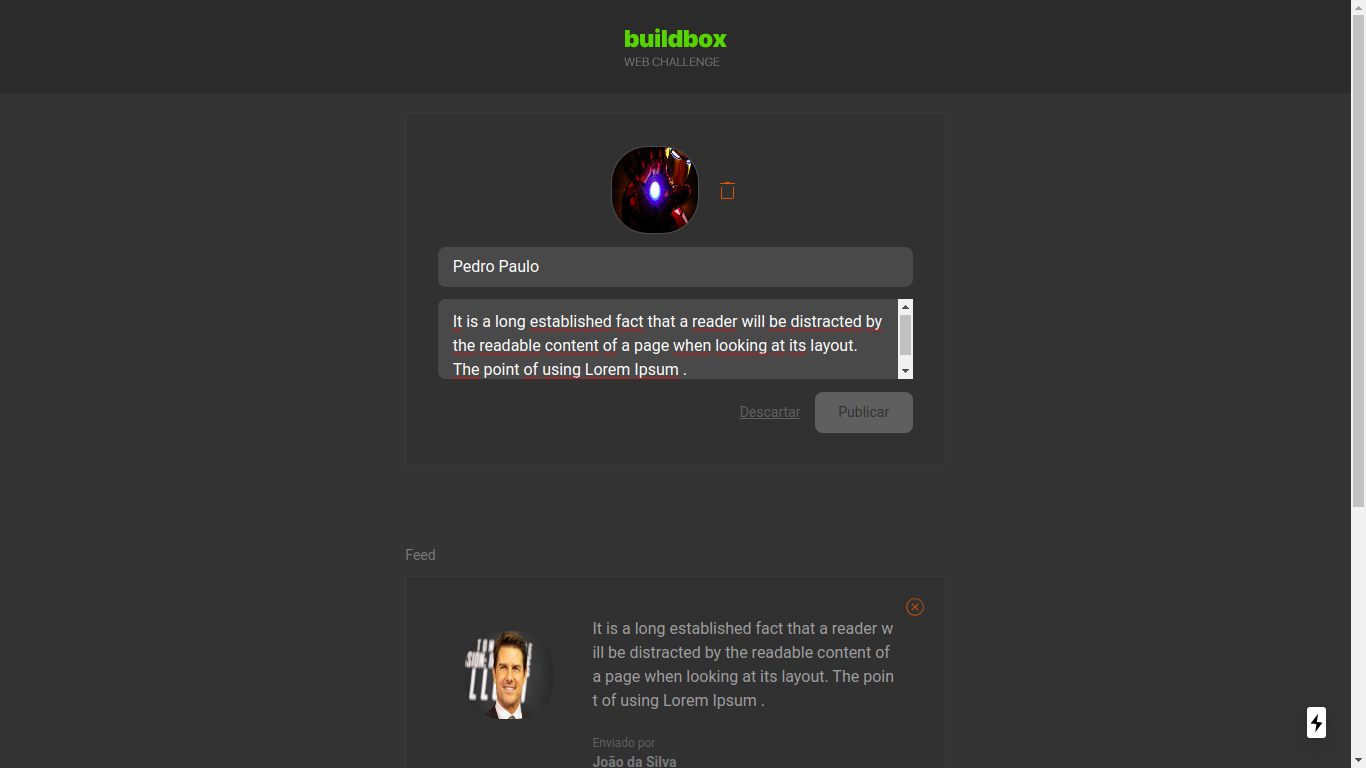 buildbox
WEB CHALLENGE
Pedro Paulo
It is a long established fact that a reader will be distracted by
the readable content of a page when looking at its layout.
The point of using Lorem Ipsum .
Descartar
Publicar
Feed
It is a long established fact that a reader w
ill be distracted by the readable content of
a page when looking at its layout. The poin
t of using Lorem Ipsum .
Enviado por
João da Silva